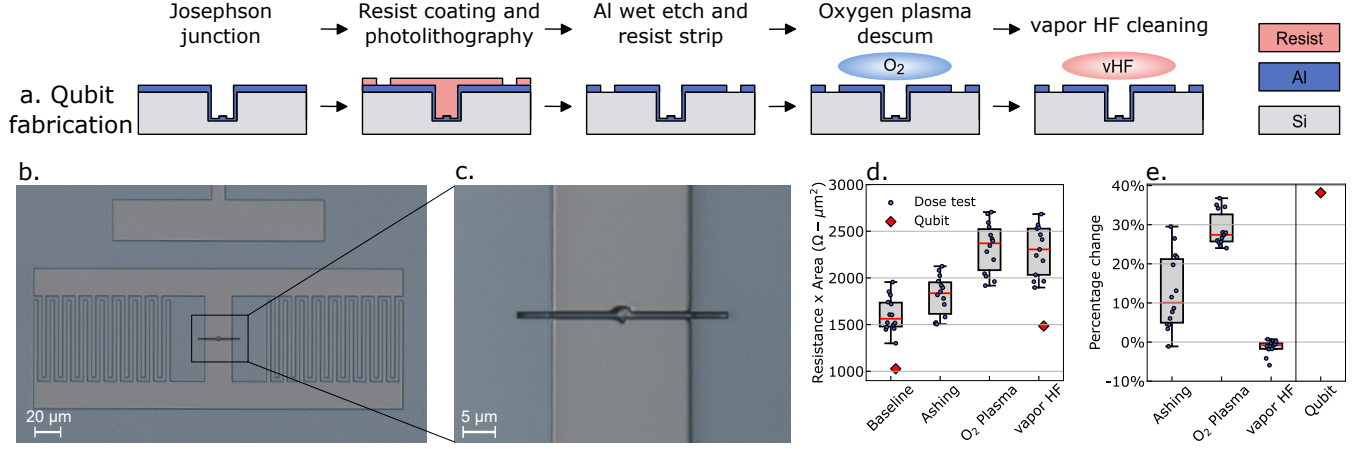 Josephson
junction
Resist coating and
photolithography
Al wet etch and
resist strip
Oxygen plasma
descum
vapor HF cleaning
O₂
vHF
Resist
Al
Si
a. Qubit
fabrication
b.
20 μm
c.
5 μm
d.
Resistance x Area (Ω − μm²)
3000
2500
2000
1500
1000
Dose test
Qubit
Baseline
Ashing
O₂ Plasma
vapor HF
e.
Percentage change
40%
30%
20%
10%
0%
-10%
Ashing
O₂ Plasma
vapor HF
Qubit